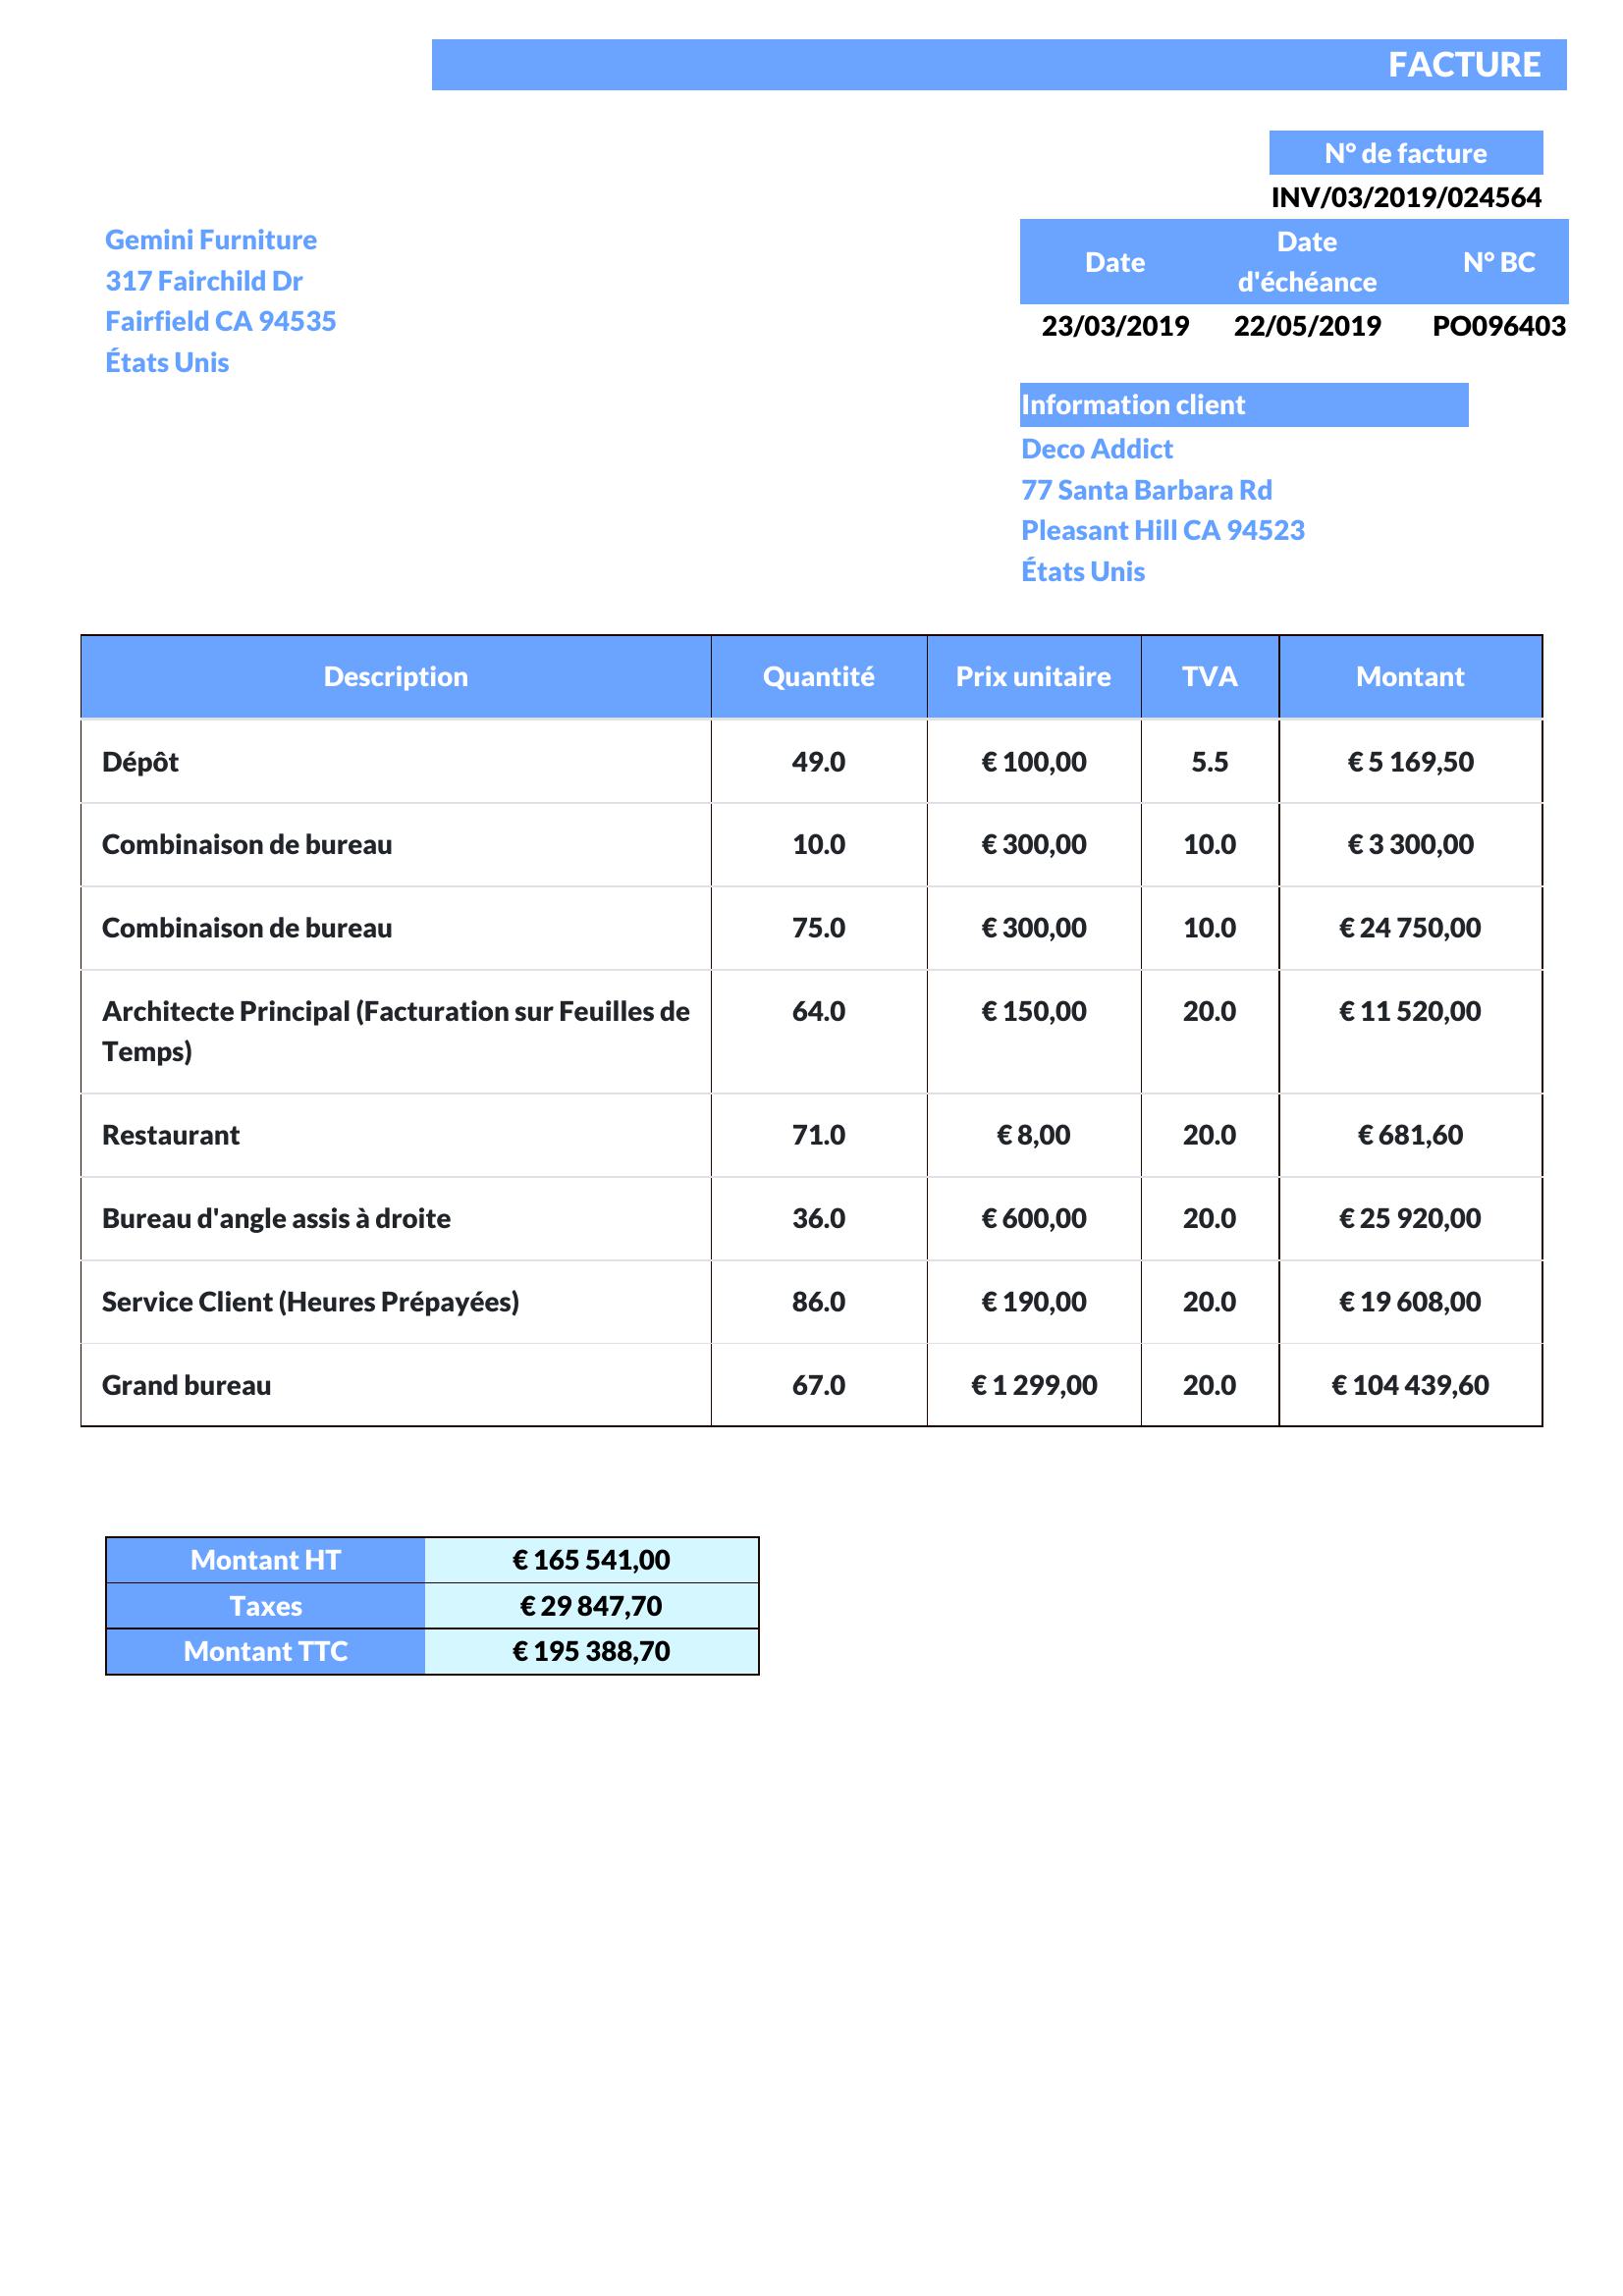 FACTURE
N° de facture
INV/03/2019/024564
Gemini Furniture
317 Fairchild Dr
Fairfield CA 94535
États Unis
Date Date d'échéance N° BC
23/03/2019 22/05/2019 PO096403
Information client
Deco Addict
77 Santa Barbara Rd
Pleasant Hill CA 94523
États Unis
Description Quantité Prix unitaire TVA Montant
Dépôt 49.0 € 100,00 5.5 € 5 169,50
Combinaison de bureau 10.0 € 300,00 10.0 € 3 300,00
Combinaison de bureau 75.0 € 300,00 10.0 € 24 750,00
Architecte Principal (Facturation sur Feuilles de 64.0 € 150,00 20.0 € 11 520,00
Temps)
Restaurant 71.0 € 8,00 20.0 € 681,60
Bureau d'angle assis à droite 36.0 € 600,00 20.0 € 25 920,00
Service Client (Heures Prépayées) 86.0 € 190,00 20.0 € 19 608,00
Grand bureau 67.0 € 1 299,00 20.0 € 104 439,60
Montant HT € 165 541,00
Taxes € 29 847,70
Montant TTC € 195 388,70